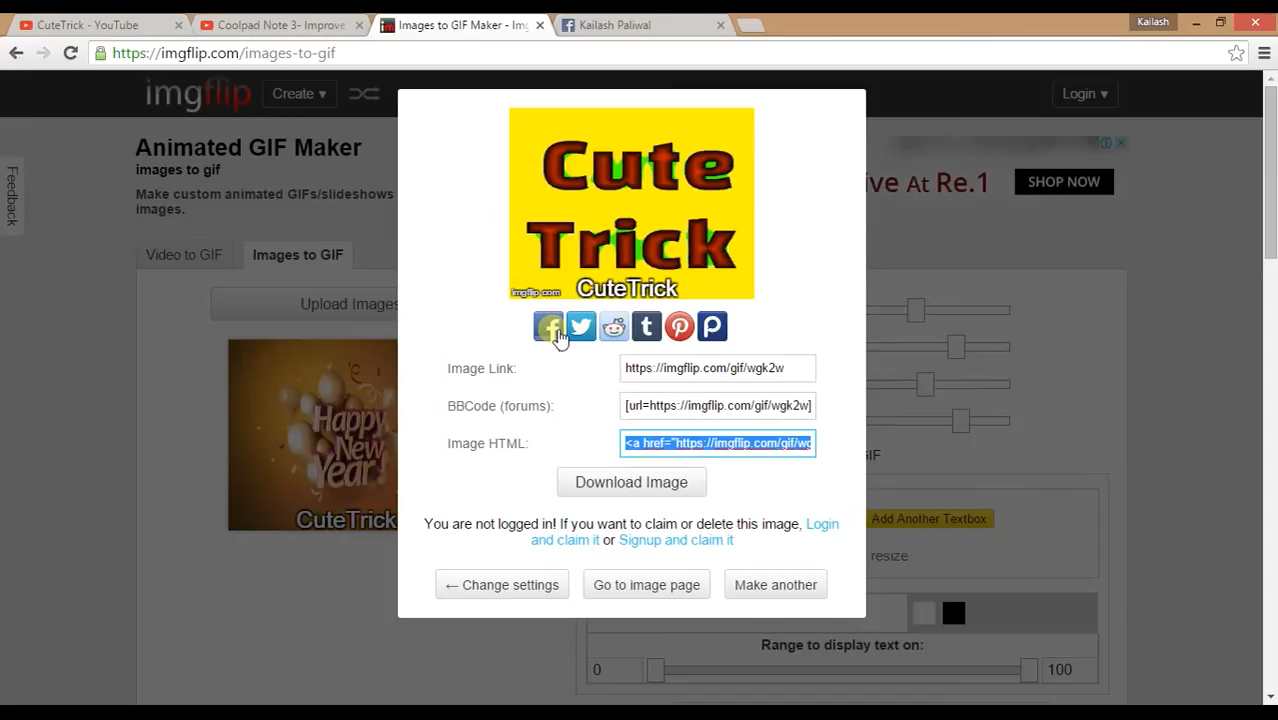 CuteTrick - YouTube
Coolpad Note 3- Improve
Images to GIF Maker - Im
Kailash Paliwal
Kailash
https://imgflip.com/images-to-gif
imgflip
Create ▾
Login ▾
Feedback
Animated GIF Maker
images to gif
Make custom animated GIFs/slideshows
images.
Video to GIF
Images to GIF
Upload Images
Happy
New
Year
CuteTrick
Cute
Trick
imgflip.com
CuteTrick
Image Link:
https://imgflip.com/gif/wgk2w
BBCode (forums):
[url=https://imgflip.com/gif/wgk2w]
Image HTML:
<a href="https://imgflip.com/gif/wg
Download Image
You are not logged in! If you want to claim or delete this image, Login
and claim it or Signup and claim it
← Change settings
Go to image page
Make another
ive At Re.1
SHOP NOW
GIF
Add Another Textbox
resize
Range to display text on:
0
100